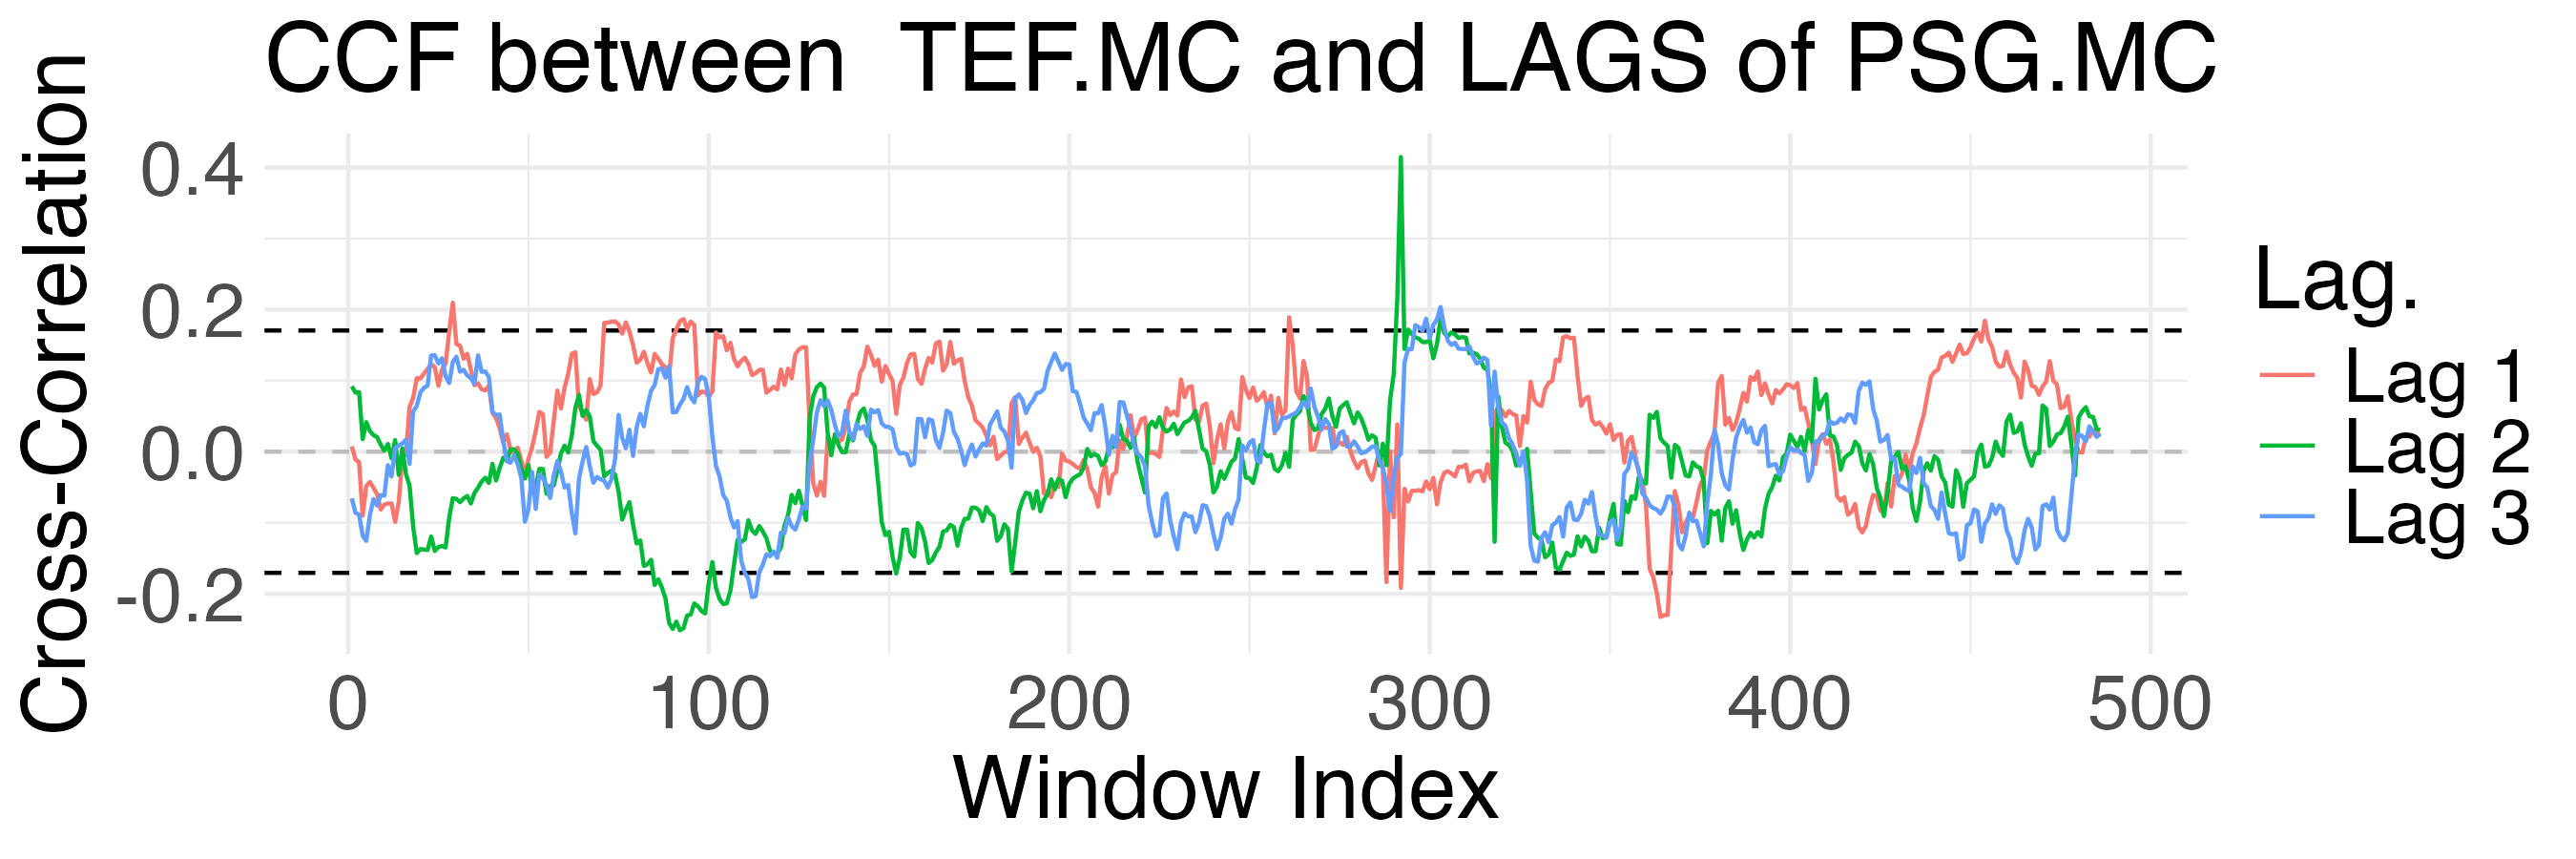 CCF between  TEF.MC and LAGS of PSG.MC
Cross-Correlation
0.4
0.2
0.0
-0.2
0 100 200 300 400 500
Window Index
Lag.
Lag 1
Lag 2
Lag 3